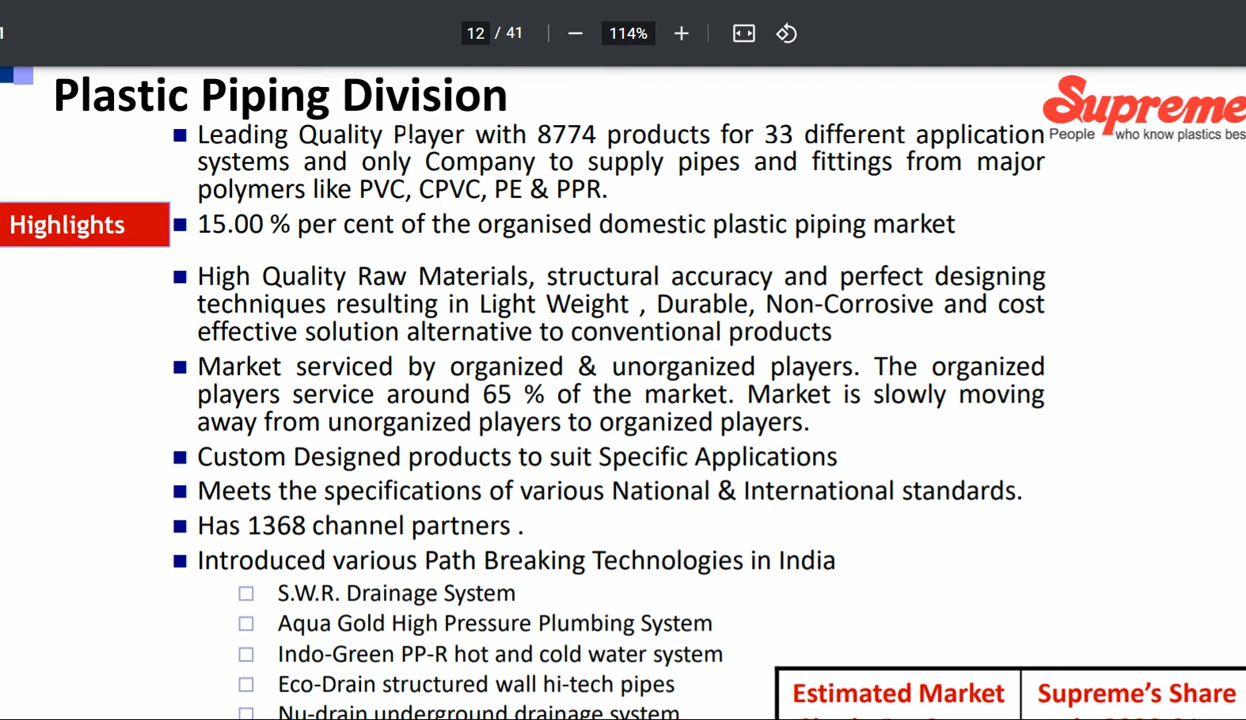 1
12 / 41
114%
Plastic Piping Division
Supreme
People who know plastics bes
Leading Quality Player with 8774 products for 33 different application
systems and only Company to supply pipes and fittings from major
polymers like PVC, CPVC, PE & PPR.
Highlights
15.00 % per cent of the organised domestic plastic piping market
High Quality Raw Materials, structural accuracy and perfect designing
techniques resulting in Light Weight , Durable, Non-Corrosive and cost
effective solution alternative to conventional products
Market serviced by organized & unorganized players. The organized
players service around 65 % of the market. Market is slowly moving
away from unorganized players to organized players.
Custom Designed products to suit Specific Applications
Meets the specifications of various National & International standards.
Has 1368 channel partners .
Introduced various Path Breaking Technologies in India
S.W.R. Drainage System
Aqua Gold High Pressure Plumbing System
Indo-Green PP-R hot and cold water system
Eco-Drain structured wall hi-tech pipes
Nu-drain underground drainage system
Estimated Market
Supreme's Share